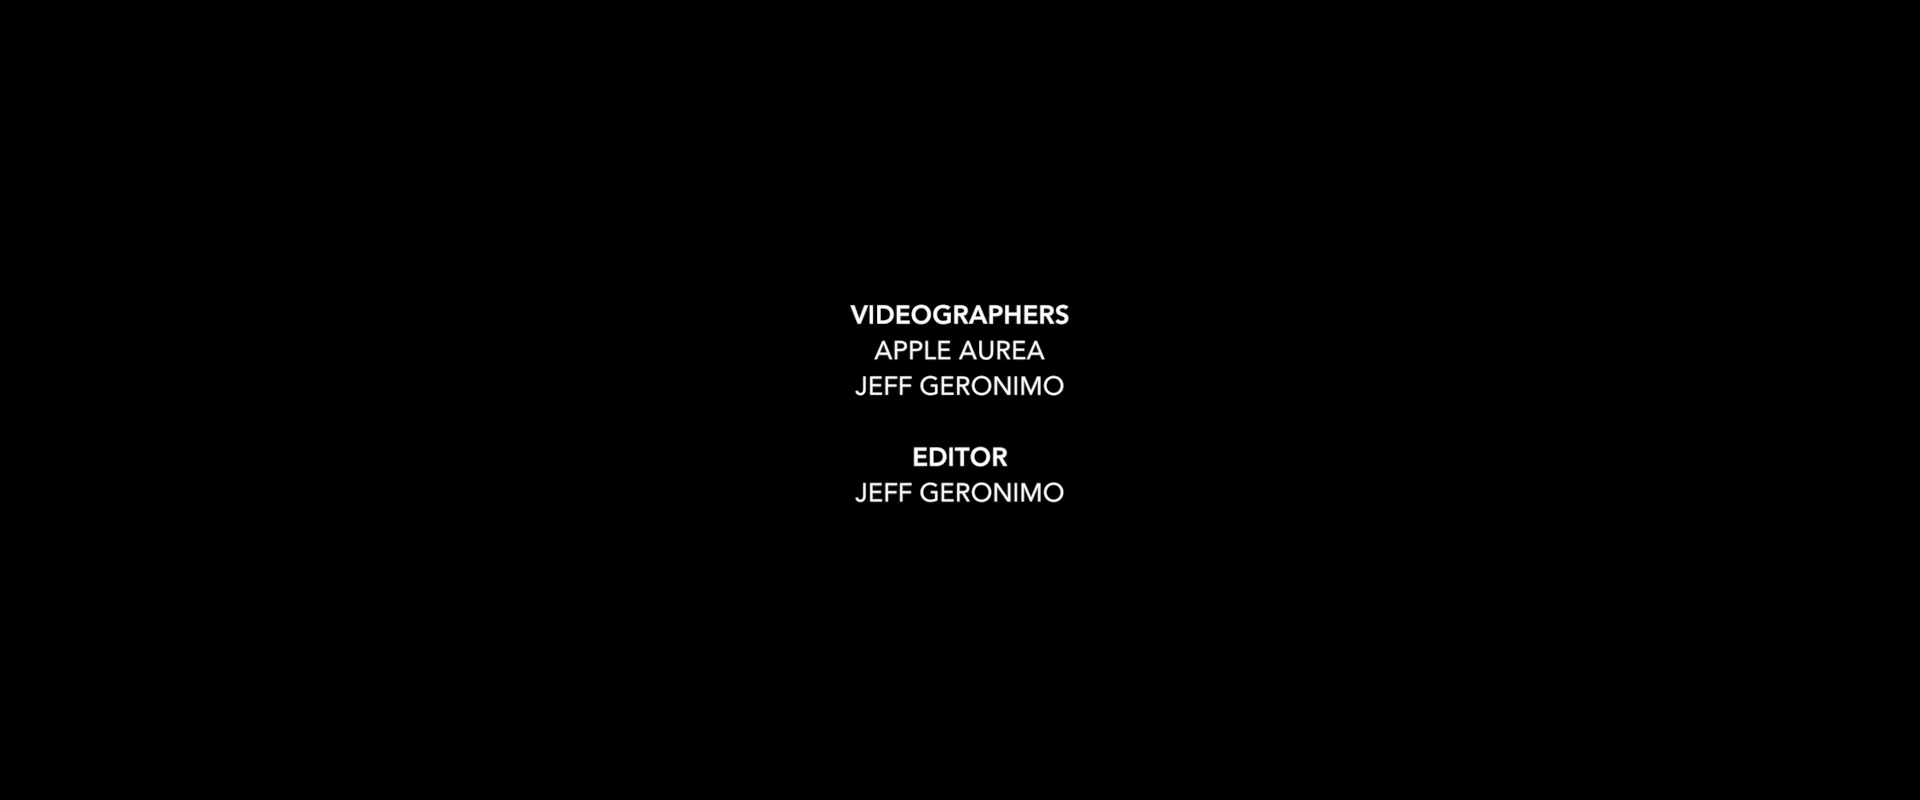 VIDEOGRAPHERS
APPLE AUREA
JEFF GERONIMO
EDITOR
JEFF GERONIMO